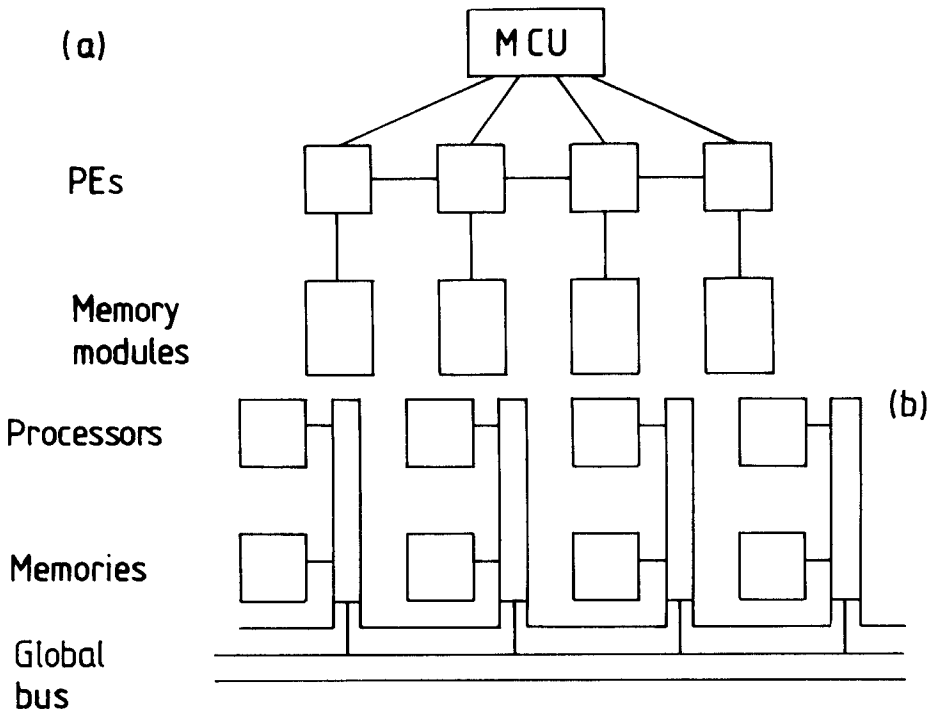 (a)
MCU
PEs
Memory
modules
(b)
Processors
Memories
Global
bus